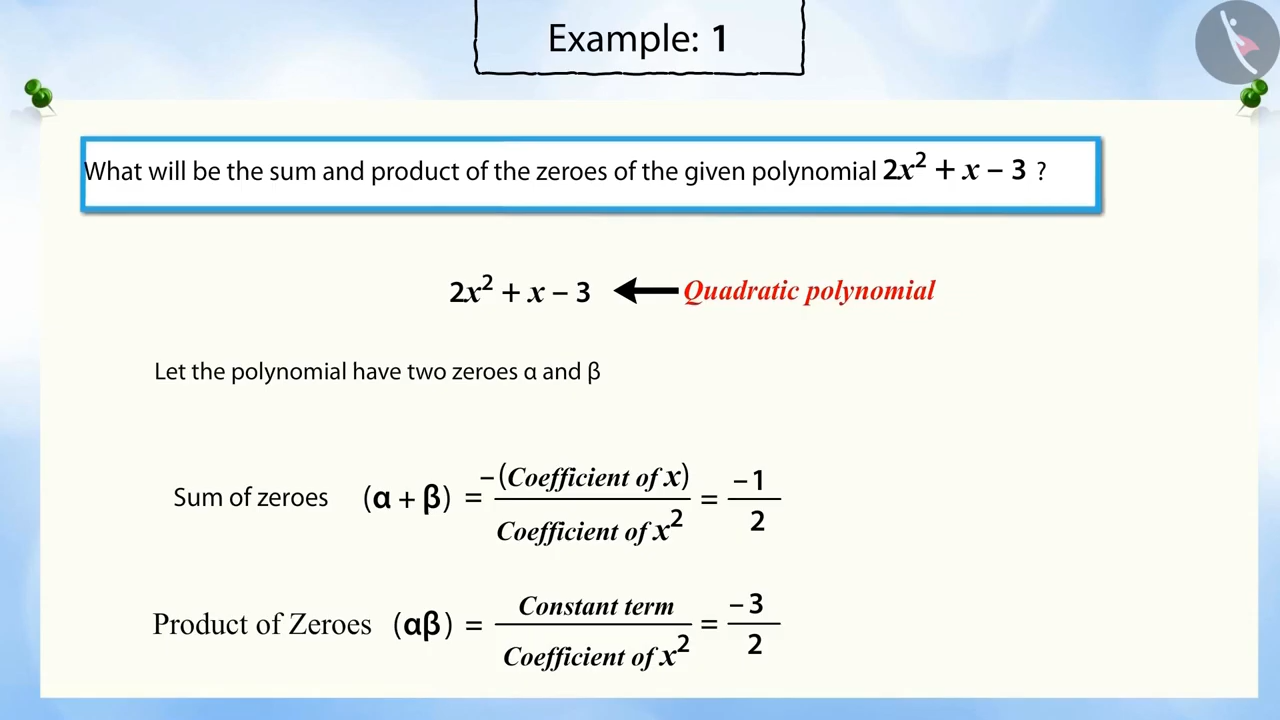 Example: 1
What will be the sum and product of the zeroes of the given polynomial 2x² + x – 3 ?
2x² + x – 3 ← Quadratic polynomial
Let the polynomial have two zeroes α and β
Sum of zeroes (α + β) = –(Coefficient of x) / Coefficient of x² = –1 / 2
Product of Zeroes (αβ) = Constant term / Coefficient of x² = –3 / 2